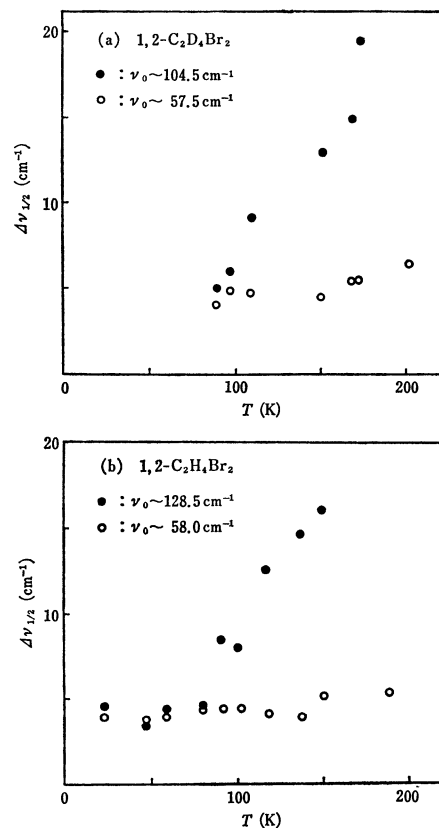 20
(a) 1,2-C₂D₄Br₂
● : ν₀~104.5 cm⁻¹
○ : ν₀~ 57.5 cm⁻¹
Δν₁/₂ (cm⁻¹)
10
0
100
200
T (K)
20
(b) 1,2-C₂H₄Br₂
● : ν₀~128.5 cm⁻¹
○ : ν₀~ 58.0 cm⁻¹
Δν₁/₂ (cm⁻¹)
10
0
100
200
T (K)